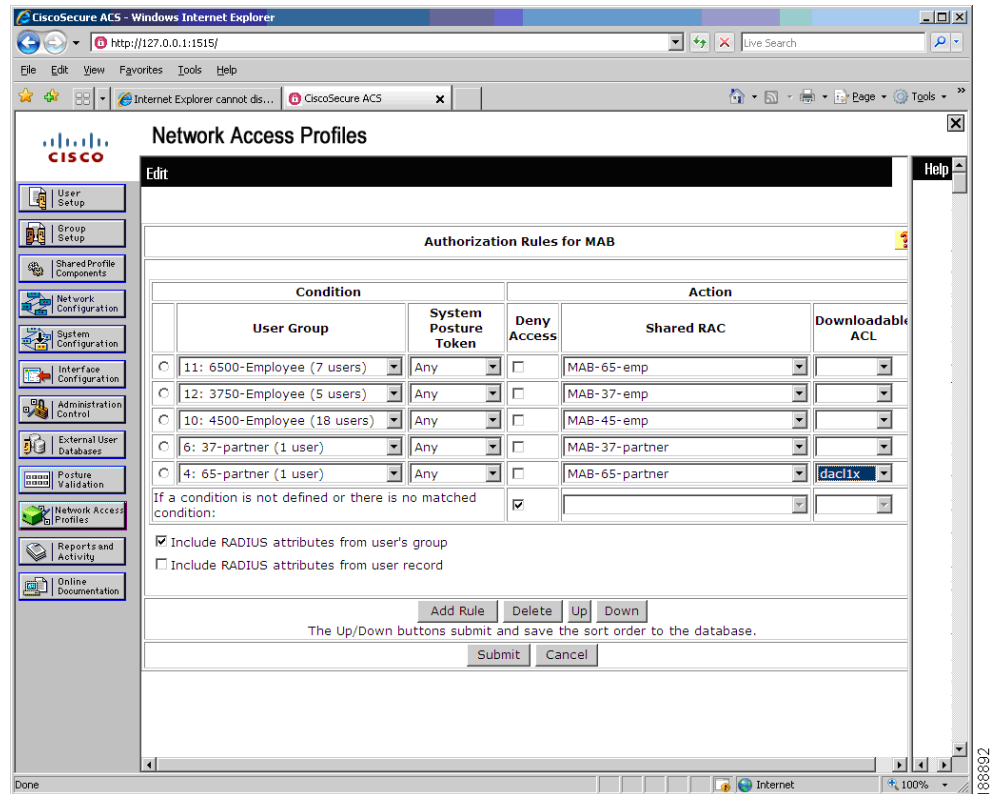 CiscoSecure ACS - Windows Internet Explorer
http://127.0.0.1:1515/
Live Search
File Edit View Favorites Tools Help
Internet Explorer cannot dis...
CiscoSecure ACS
Page
Tools
CISCO
Network Access Profiles
Edit
Help
User Setup
Group Setup
Shared Profile Components
Network Configuration
System Configuration
Interface Configuration
Administration Control
External User Databases
Posture Validation
Network Access Profiles
Reports and Activity
Online Documentation
Authorization Rules for MAB
?
Condition Action
User Group System Posture Token Deny Access Shared RAC Downloadable ACL
11: 6500-Employee (7 users) Any MAB-65-emp
12: 3750-Employee (5 users) Any MAB-37-emp
10: 4500-Employee (18 users) Any MAB-45-emp
6: 37-partner (1 user) Any MAB-37-partner
4: 65-partner (1 user) Any MAB-65-partner dacl1x
If a condition is not defined or there is no matched
condition:
Include RADIUS attributes from user's group
Include RADIUS attributes from user record
Add Rule Delete Up Down
The Up/Down buttons submit and save the sort order to the database.
Submit Cancel
Done
Internet
100%
188892